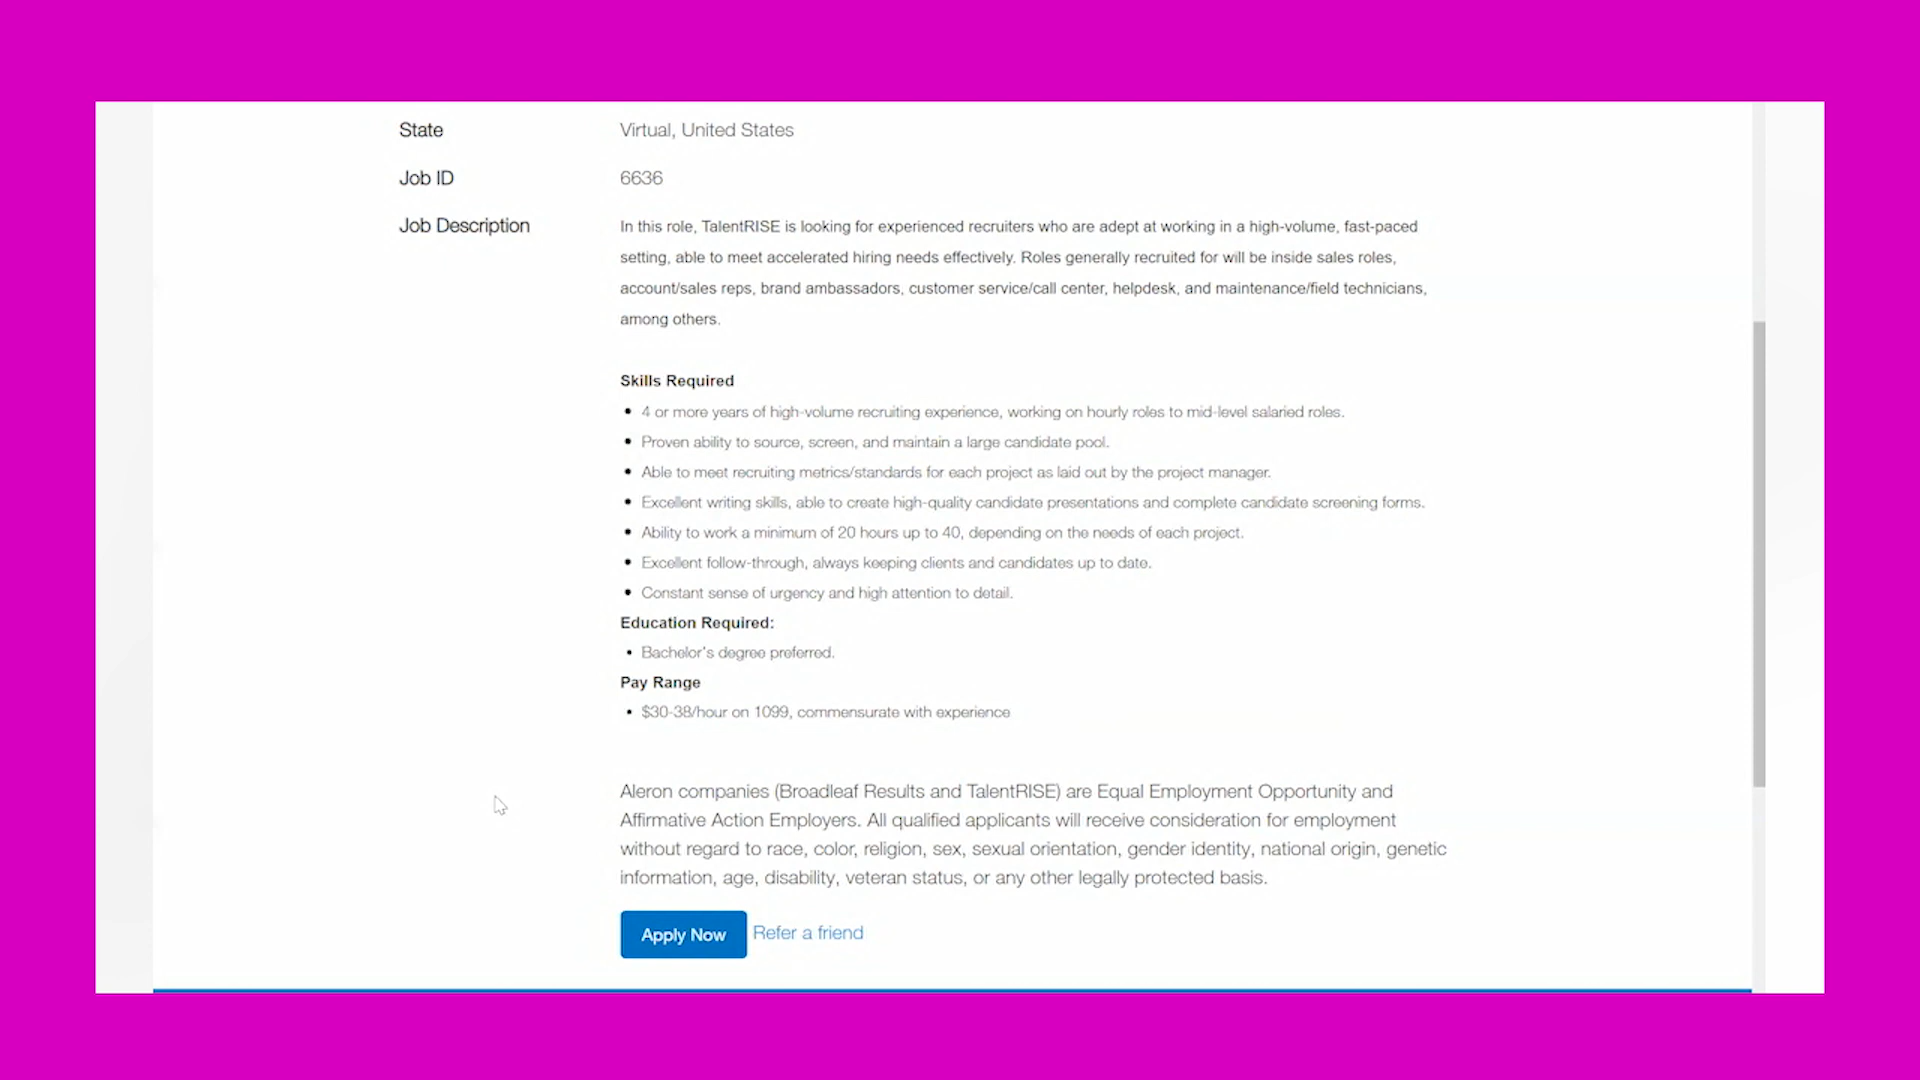 State
Virtual, United States
Job ID
6636
Job Description
In this role, TalentRISE is looking for experienced recruiters who are adept at working in a high-volume, fast-paced
setting, able to meet accelerated hiring needs effectively. Roles generally recruited for will be inside sales roles,
account/sales reps, brand ambassadors, customer service/call center, helpdesk, and maintenance/field technicians,
among others.
Skills Required
• 4 or more years of high-volume recruiting experience, working on hourly roles to mid-level salaried roles.
• Proven ability to source, screen, and maintain a large candidate pool.
• Able to meet recruiting metrics/standards for each project as laid out by the project manager.
• Excellent writing skills, able to create high-quality candidate presentations and complete candidate screening forms.
• Ability to work a minimum of 20 hours up to 40, depending on the needs of each project.
• Excellent follow-through, always keeping clients and candidates up to date.
• Constant sense of urgency and high attention to detail.
Education Required:
• Bachelor's degree preferred.
Pay Range
• $30-38/hour on 1099, commensurate with experience
Aleron companies (Broadleaf Results and TalentRISE) are Equal Employment Opportunity and
Affirmative Action Employers. All qualified applicants will receive consideration for employment
without regard to race, color, religion, sex, sexual orientation, gender identity, national origin, genetic
information, age, disability, veteran status, or any other legally protected basis.
Apply Now
Refer a friend